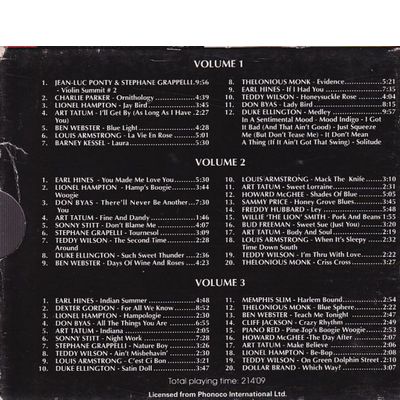 VOLUME 1
1. JEAN-LUC PONTY & STEPHANE GRAPPELLI 9:56
- Violin Summit # 2
2. CHARLIE PARKER - Ornithology 4:39
3. LIONEL HAMPTON - Jay Bird 3:45
4. ART TATUM - I'll Get By (As Long As I Have 2:27
You)
5. BEN WEBSTER - Blue Light 4:28
6. LOUIS ARMSTRONG - La Vie En Rose 5:01
7. BARNEY KESSEL - Laura 5:30
8. THELONIOUS MONK - Evidence 5:21
9. EARL HINES - If I Had You 7:35
10. TEDDY WILSON - Honeysuckle Rose 4:04
11. DON BYAS - Lady Bird 8:15
12. DUKE ELLINGTON - Medley 9:57
In A Sentimental Mood - Mood Indigo - I Got
It Bad (And That Ain't Good) - Just Squeeze
Me (But Don't Tease Me) - It Don't Mean
A Thing (If It Ain't Got That Swing) - Solitude
VOLUME 2
1. EARL HINES - You Made Me Love You 5:30
2. LIONEL HAMPTON - Hamp's Boogie 3:44
Woogie
3. DON BYAS - There'll Never Be Another 7:30
You
4. ART TATUM - Fine And Dandy 1:46
5. SONNY STITT - Don't Blame Me 4:07
6. STEPHANE GRAPELLI - Tournesol 3:09
7. TEDDY WILSON - The Second Time 2:28
Around
8. DUKE ELLINGTON - Such Sweet Thunder 2:36
9. BEN WEBSTER - Days Of Wine And Roses 4:23
10. LOUIS ARMSTRONG - Mack The Knife 3:10
11. ART TATUM - Sweet Lorraine 2:31
12. HOWARD McGHEE - Shades Of Blue 5:05
13. SAMMY PRICE - Honey Grove Blues 3:45
14. FREDDY HUBBARD - Ley 3:48
15. WILLIE 'THE LION' SMITH - Pork And Beans 1:55
16. BUD FREEMAN - Sweet Sue (Just You) 3:20
17. ART TATUM - Body And Soul 2:19
18. LOUIS ARMSTRONG - When It's Sleepy 2:32
Time Down South
19. TEDDY WILSON - I'm Thru With Love 2:22
20. THELONIOUS MONK - Criss Cross 3:27
VOLUME 3
1. EARL HINES - Indian Summer 4:48
2. DEXTER GORDON - For All We Know 8:52
3. LIONEL HAMPTON - Hampologie 2:30
4. DON BYAS - All The Things You Are 6:55
5. ART TATUM - Indiana 2:05
6. SONNY STITT - Night Work 7:28
7. STEPHANE GRAPPELLI - Nature Boy 3:26
8. TEDDY WILSON - Ain't Misbehavin' 2:30
9. LOUIS ARMSTRONG - C'est Ci Bon 3:21
10. DUKE ELLINGTON - Satin Doll 3:47
11. MEMPHIS SLIM - Harlem Bound 2:54
12. THELONIOUS MONK - Blue Sphere 2:22
13. BEN WEBSTER - Teach Me Tonight 3:17
14. CLIFF JACKSON - Crazy Rhythm 2:49
15. PIANO RED - Pine Jop's Boogie Woogie 2:53
16. HOWARD McGHEE - The Day After 5:01
17. ART TATUM - Make Believe 2:09
18. LIONEL HAMPTON - Be-Bop 2:08
19. TEDDY WILSON - On Green Dolphin Street 2:10
20. DOLLAR BRAND - Which Way? 3:03
Total playing time: 214'09
Licensed from Phonoco International Ltd.